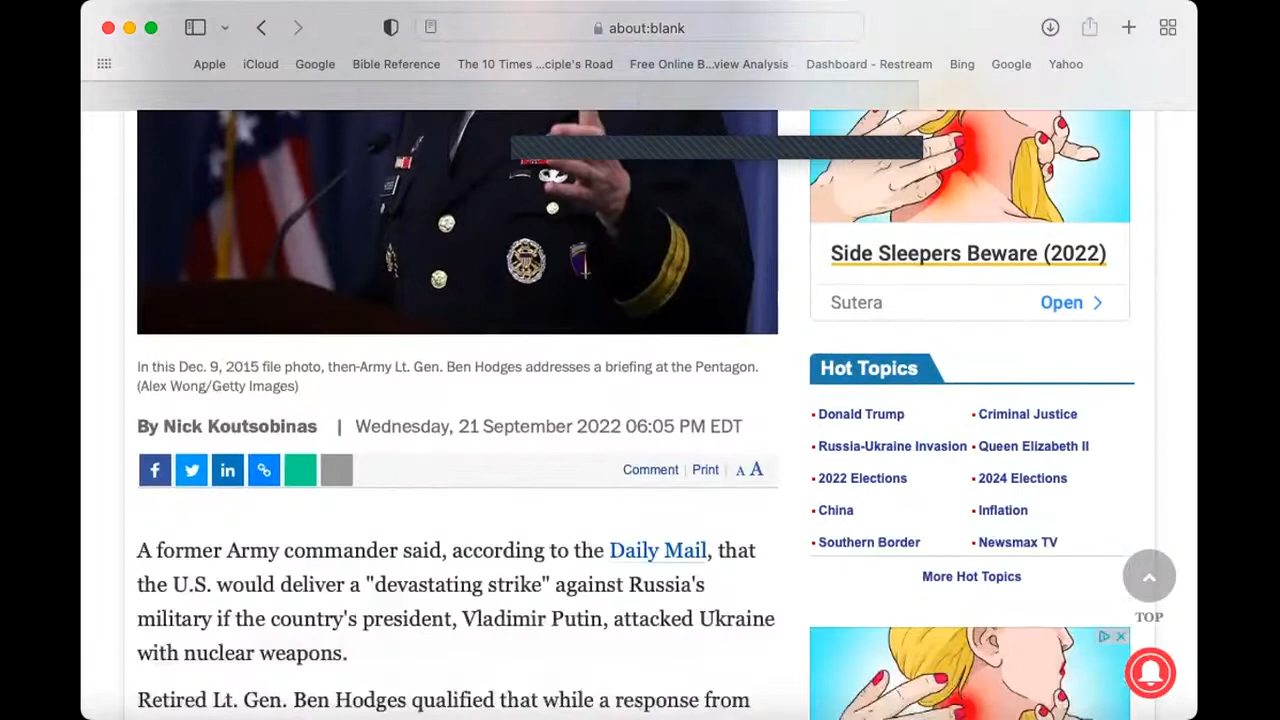 about:blank
Apple iCloud Google Bible Reference The 10 Times ...ciple's Road Free Online B...view Analysis Dashboard - Restream Bing Google Yahoo
In this Dec. 9, 2015 file photo, then-Army Lt. Gen. Ben Hodges addresses a briefing at the Pentagon.
(Alex Wong/Getty Images)
By Nick Koutsobinas | Wednesday, 21 September 2022 06:05 PM EDT
f in Comment | Print | A A
A former Army commander said, according to the Daily Mail, that
the U.S. would deliver a "devastating strike" against Russia's
military if the country's president, Vladimir Putin, attacked Ukraine
with nuclear weapons.
Retired Lt. Gen. Ben Hodges qualified that while a response from
Side Sleepers Beware (2022)
Sutera Open
Hot Topics
Donald Trump Criminal Justice
Russia-Ukraine Invasion Queen Elizabeth II
2022 Elections 2024 Elections
China Inflation
Southern Border Newsmax TV
More Hot Topics
TOP